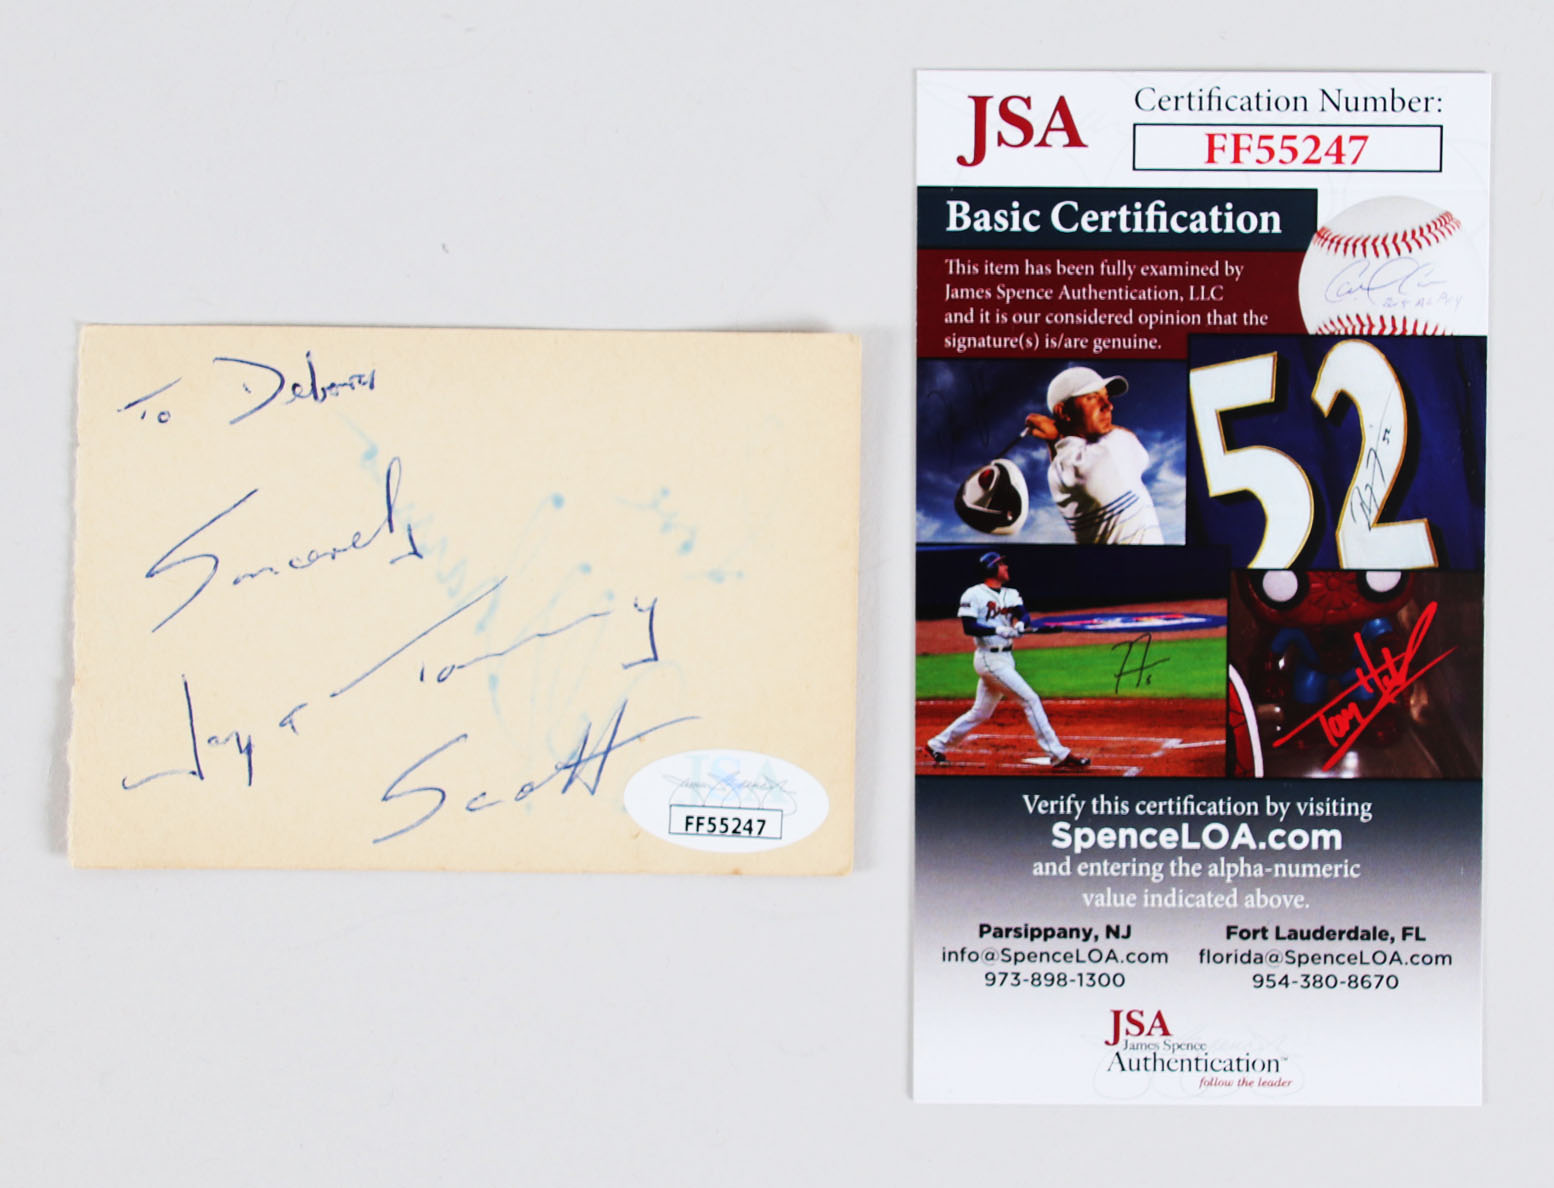 To Deborah
Sincerely
Jay & Tommy
Scott
JSA
FF55247
JSA
Certification Number:
FF55247
Basic Certification
This item has been fully examined by
James Spence Authentication, LLC
and it is our considered opinion that the
signature(s) is/are genuine.
52
Verify this certification by visiting
SpenceLOA.com
and entering the alpha-numeric
value indicated above.
Parsippany, NJ
info@SpenceLOA.com
973-898-1300
Fort Lauderdale, FL
florida@SpenceLOA.com
954-380-8670
JSA
James Spence
Authentication™
follow the leader